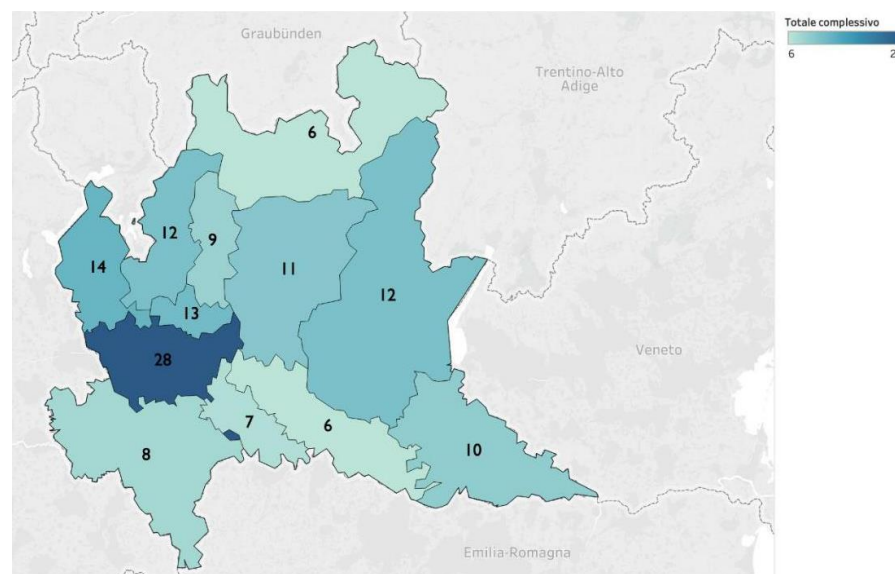 Totale complessivo
6
Graubünden
Trentino-Alto
Adige
6
12
9
14
11
12
13
28
Veneto
7
6
8
10
Emilia-Romagna